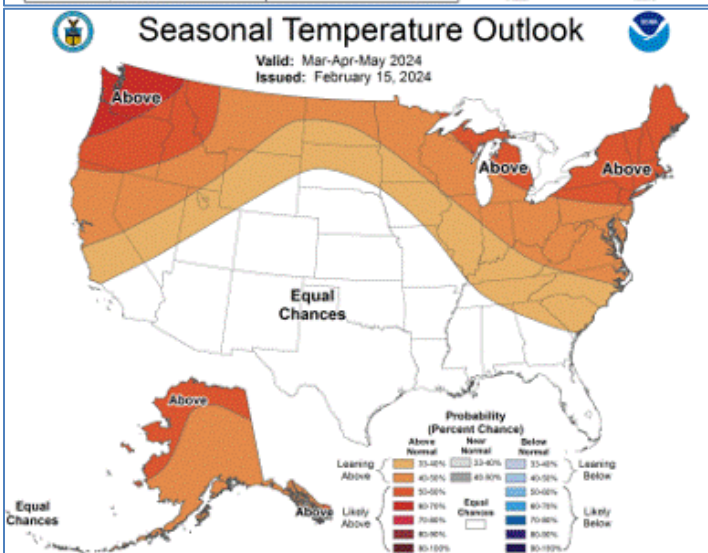 Seasonal Temperature Outlook
Valid: Mar-Apr-May 2024
Issued: February 15, 2024
Above
Above
Above
Equal
Chances
Above
Above
Equal
Chances
Probability
(Percent Chance)
Above
Normal
Near
Normal
Below
Normal
Leaning
Above
33-40%
33-40%
33-40%
Leaning
Below
40-50%
40-50%
40-50%
Likely
Above
50-60%
Equal
Chances
50-60%
Likely
Below
60-70%
60-70%
70-80%
70-80%
80-90%
80-90%
90-100%
90-100%